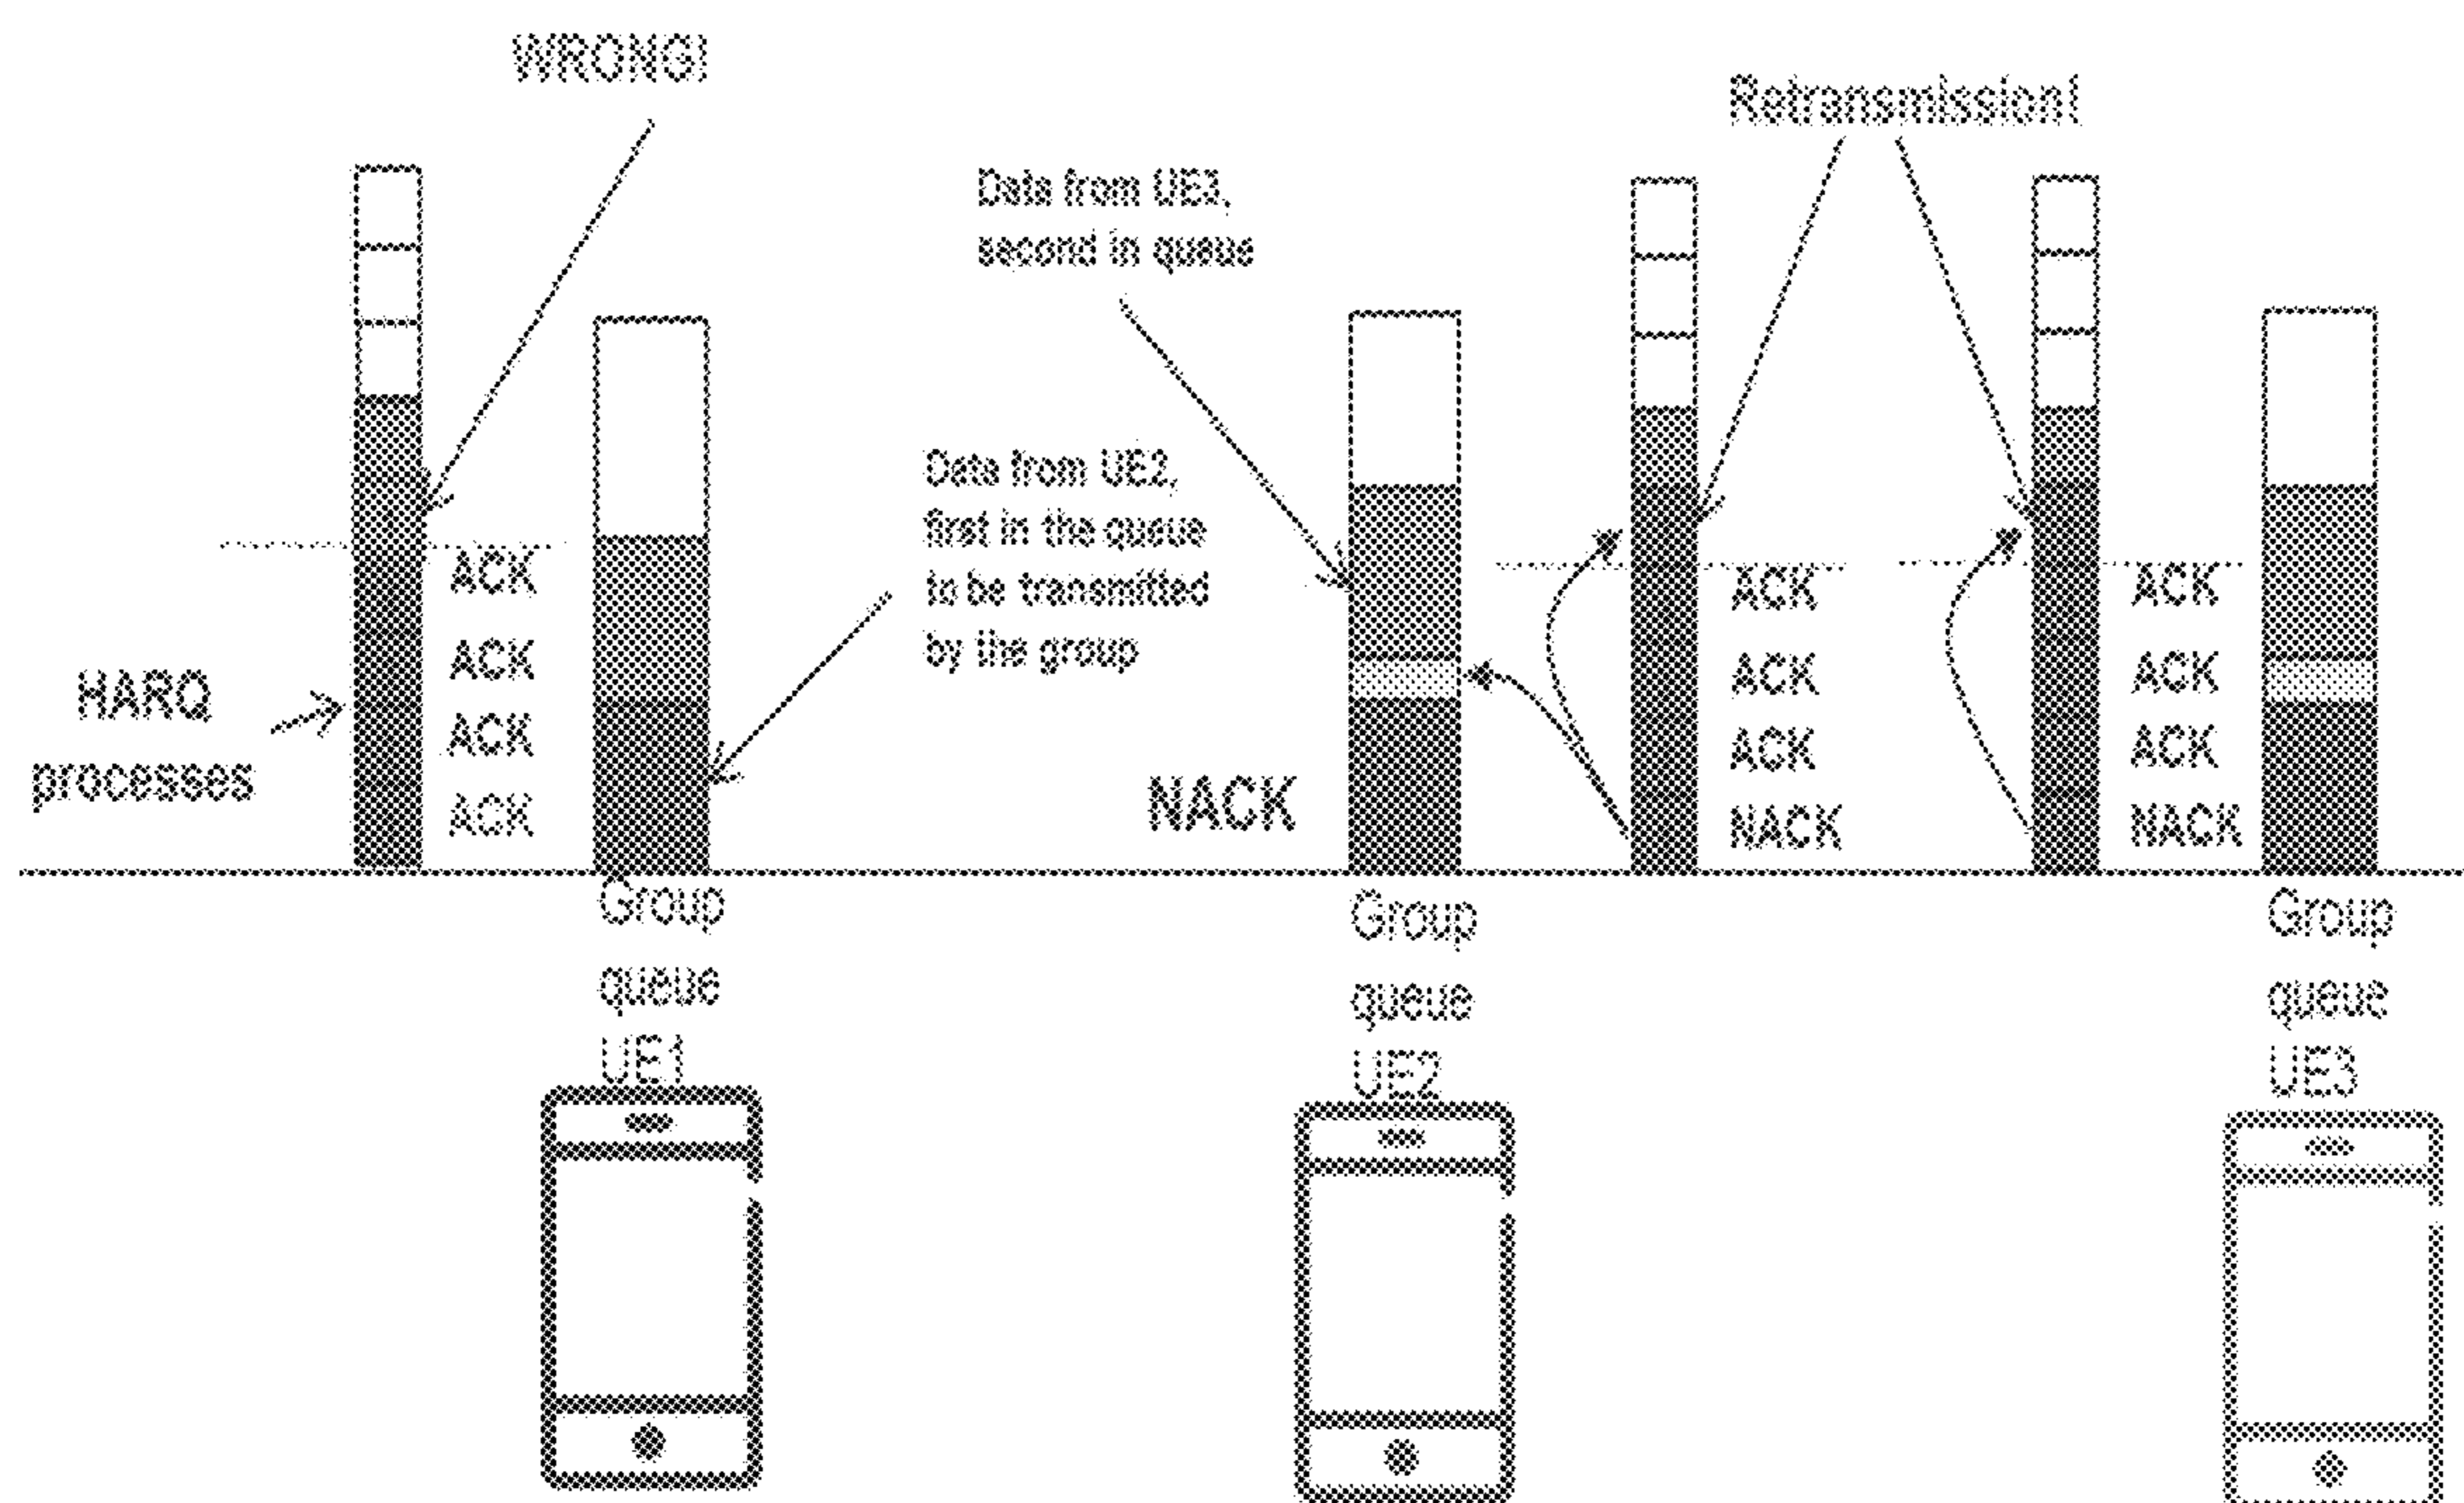 WRONG!
Retransmission!
Data from UE3,
second in queue
Data from UE2,
first in the queue
to be transmitted
by the group
HARQ
processes
ACK
ACK
ACK
ACK
NACK
ACK
ACK
ACK
NACK
ACK
ACK
ACK
NACK
Group
queue
UE1
Group
queue
UE2
Group
queue
UE3